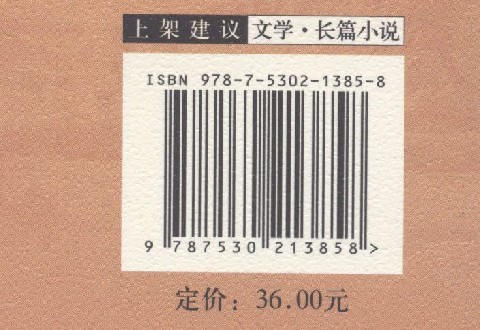 上架建议 文学·长篇小说
ISBN 978-7-5302-1385-8
9 787530 213858 >
定价：36.00元